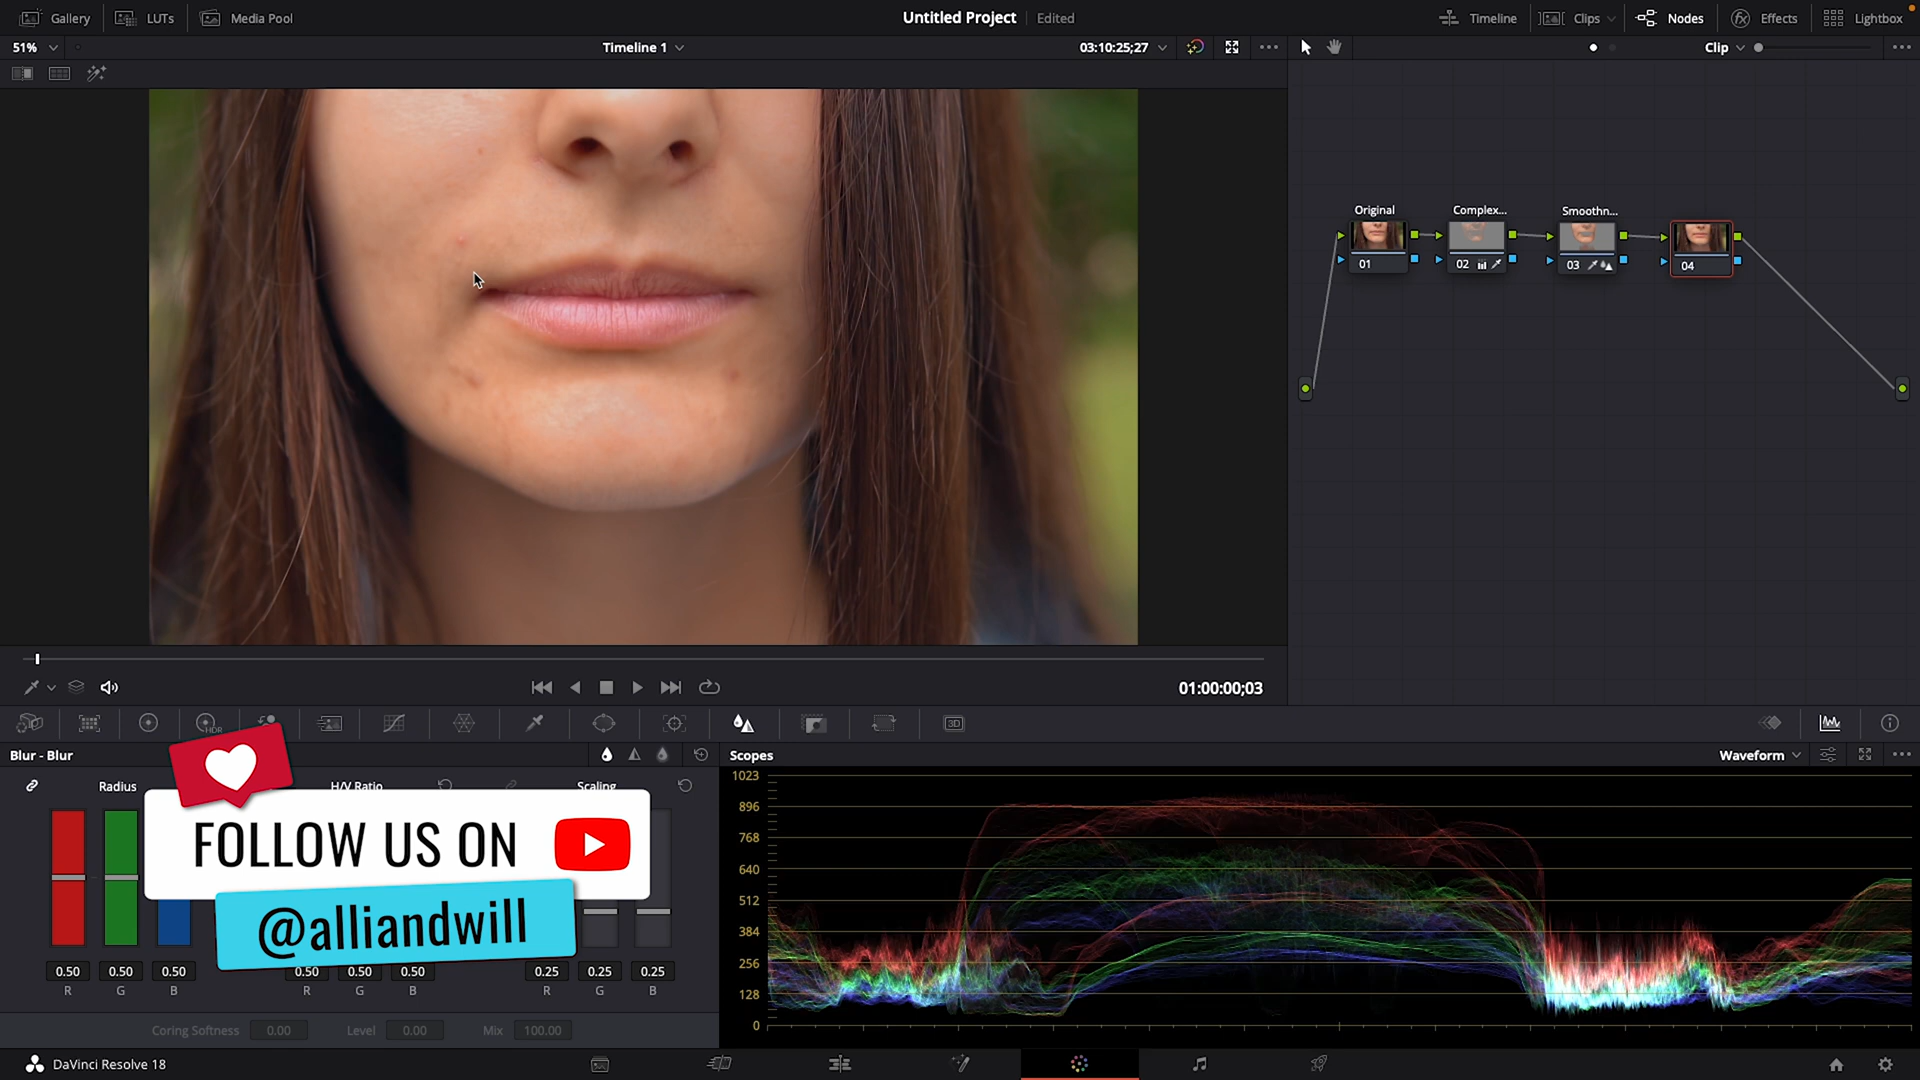 Gallery LUTs Media Pool Untitled Project Edited Timeline Clips Nodes Effects Lightbox
51% Timeline 1 03:10:25;27 Clip
Original Complex... Smoothn...
01 02 03 04
01:00:00;03
HDR 3D
Blur - Blur Scopes Waveform
Radius H/V Ratio Scaling
FOLLOW US ON
@alliandwill
0.50 0.50 0.50 0.50 0.50 0.50 0.25 0.25 0.25
R G B R G B R G B
Coring Softness 0.00 Level 0.00 Mix 100.00
1023
896
768
640
512
384
256
128
0
DaVinci Resolve 18